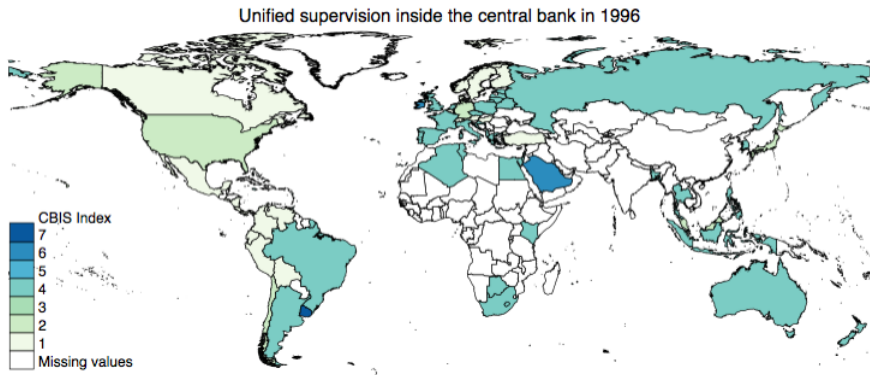 Unified supervision inside the central bank in 1996
CBIS Index
7
6
5
4
3
2
1
Missing values